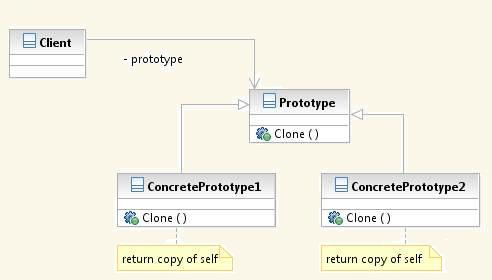 Client
- prototype
Prototype
Clone ( )
ConcretePrototype1
ConcretePrototype2
Clone ( )
Clone ( )
return copy of self
return copy of self